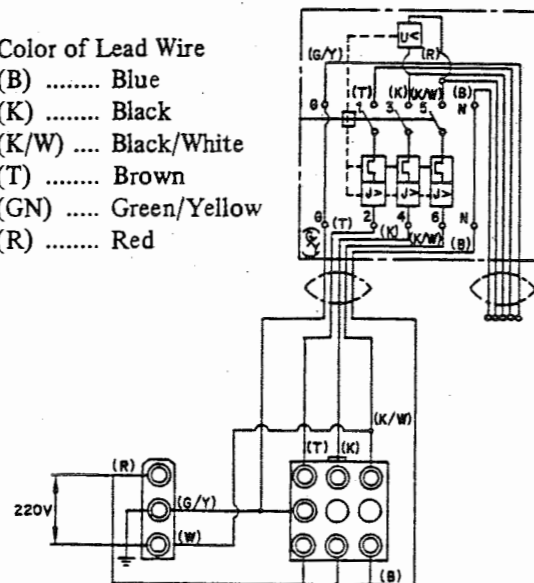 Color of Lead Wire
(B) ........ Blue
(K) ........ Black
(K/W) .... Black/White
(T) ........ Brown
(GN) ..... Green/Yellow
(R) ........ Red
U<
(G/Y) (R)
(T) (K) (K/W) (B)
G 1 3 5 N
J> J> J>
G 2 4 6 N
(T) (K) (K/W) (B)
(K/W)
(T) (K)
(R)
(G/Y)
220V
(W)
(B)